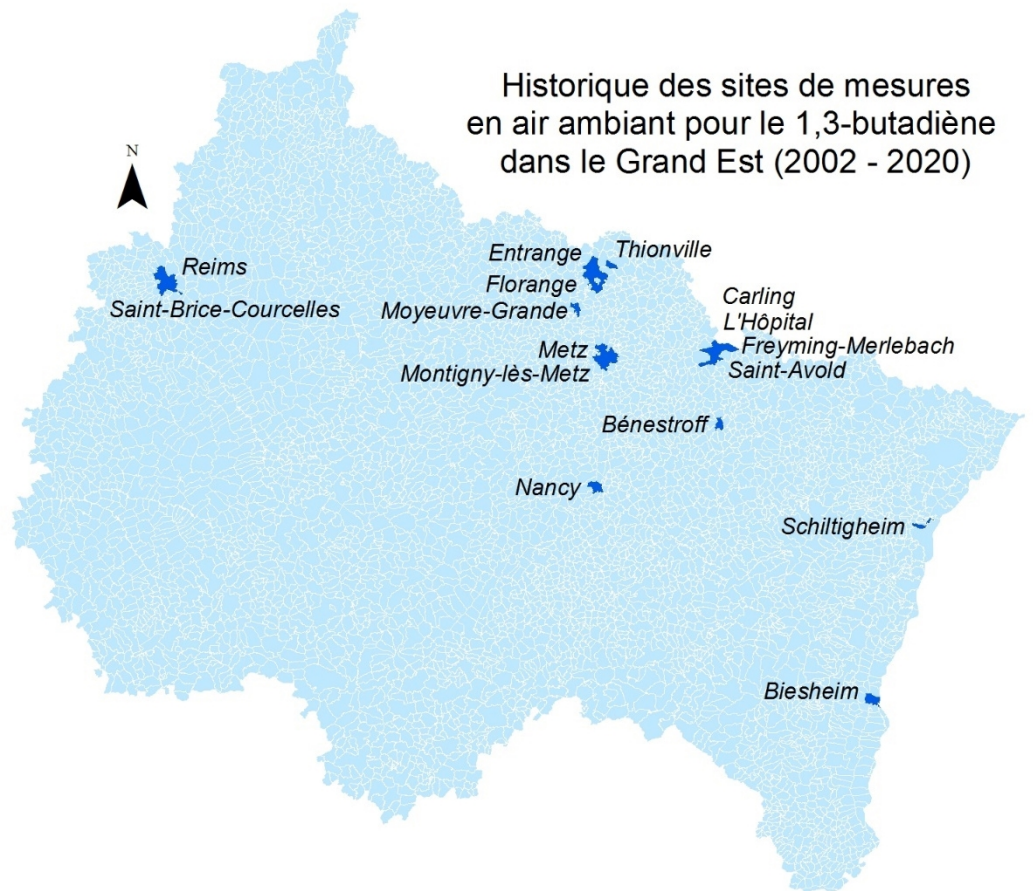 Historique des sites de mesures
en air ambiant pour le 1,3-butadiène
dans le Grand Est (2002 - 2020)
N
Reims
Saint-Brice-Courcelles
Entrange
Thionville
Florange
Moyeuvre-Grande
Metz
Montigny-lès-Metz
Carling
L'Hôpital
Freyming-Merlebach
Saint-Avold
Bénestroff
Nancy
Schiltigheim
Biesheim